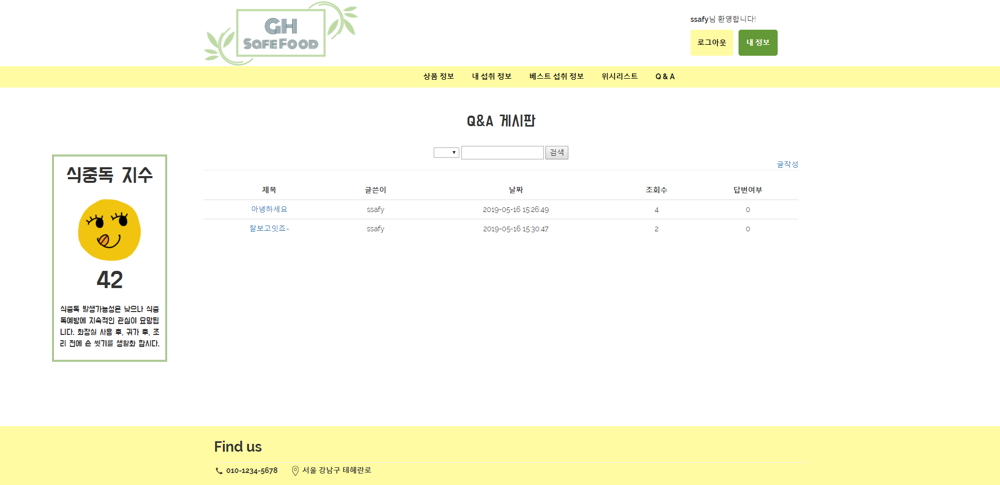 GH
SAFE FOOD
ssafy님 환영합니다!
로그아웃 내 정보
상품 정보 내 섭취 정보 베스트 섭취 정보 위시리스트 Q & A
Q&A 게시판
검색
글작성
제목 글쓴이 날짜 조회수 답변여부
아녕하세요 ssafy 2019-05-16 15:26:49 4 0
잘보고잇죠~ ssafy 2019-05-16 15:30:47 2 0
식중독 지수
42
식중독 발생가능성은 낮으나 식중
독예방에 지속적인 관심이 요망됩
니다. 화장실 사용 후, 귀가 후, 조
리 전에 손 씻기를 생활화 합시다.
Find us
010-1234-5678 서울 강남구 테헤란로